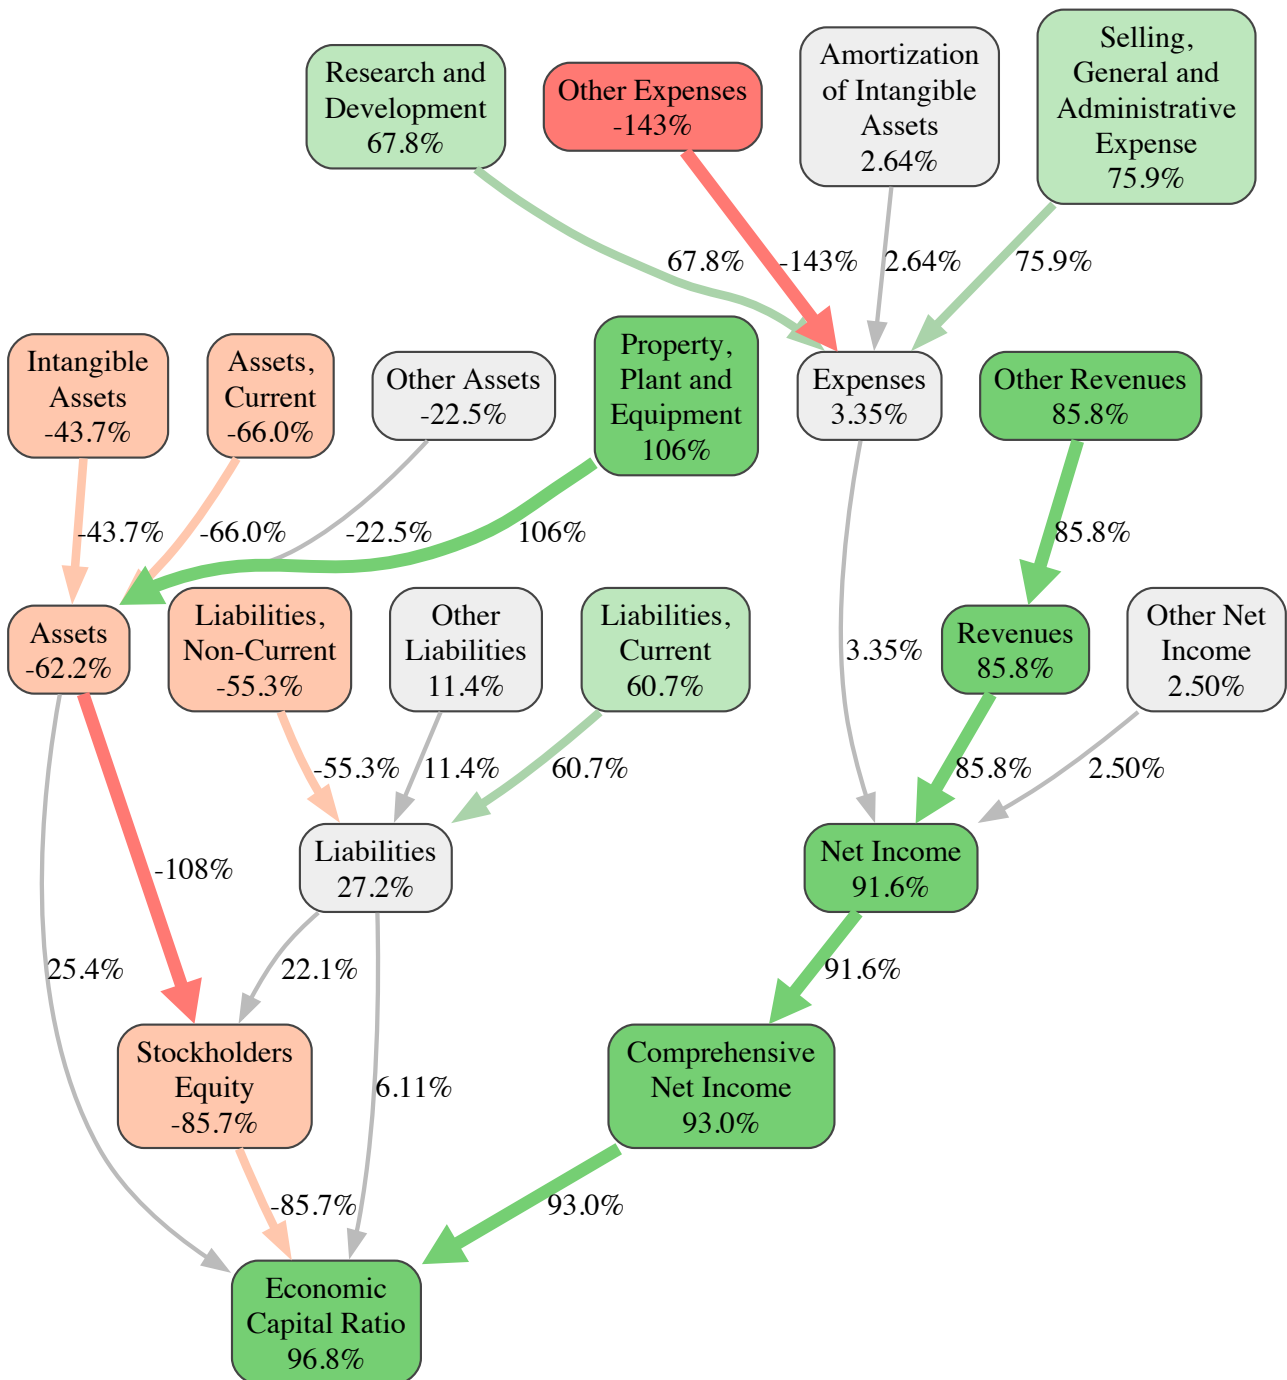 Research and
Development
67.8%
Other Expenses
-143%
Amortization
of Intangible
Assets
2.64%
Selling,
General and
Administrative
Expense
75.9%
67.8%
-143%
2.64%
75.9%
Intangible
Assets
-43.7%
Assets,
Current
-66.0%
Other Assets
-22.5%
Property,
Plant and
Equipment
106%
Expenses
3.35%
Other Revenues
85.8%
-43.7%
-66.0%
-22.5%
106%
85.8%
Assets
-62.2%
Liabilities,
Non-Current
-55.3%
Other
Liabilities
11.4%
Liabilities,
Current
60.7%
3.35%
Revenues
85.8%
Other Net
Income
2.50%
-55.3%
11.4%
60.7%
85.8%
2.50%
-108%
Liabilities
27.2%
Net Income
91.6%
25.4%
22.1%
91.6%
Stockholders
Equity
-85.7%
6.11%
Comprehensive
Net Income
93.0%
-85.7%
93.0%
Economic
Capital Ratio
96.8%